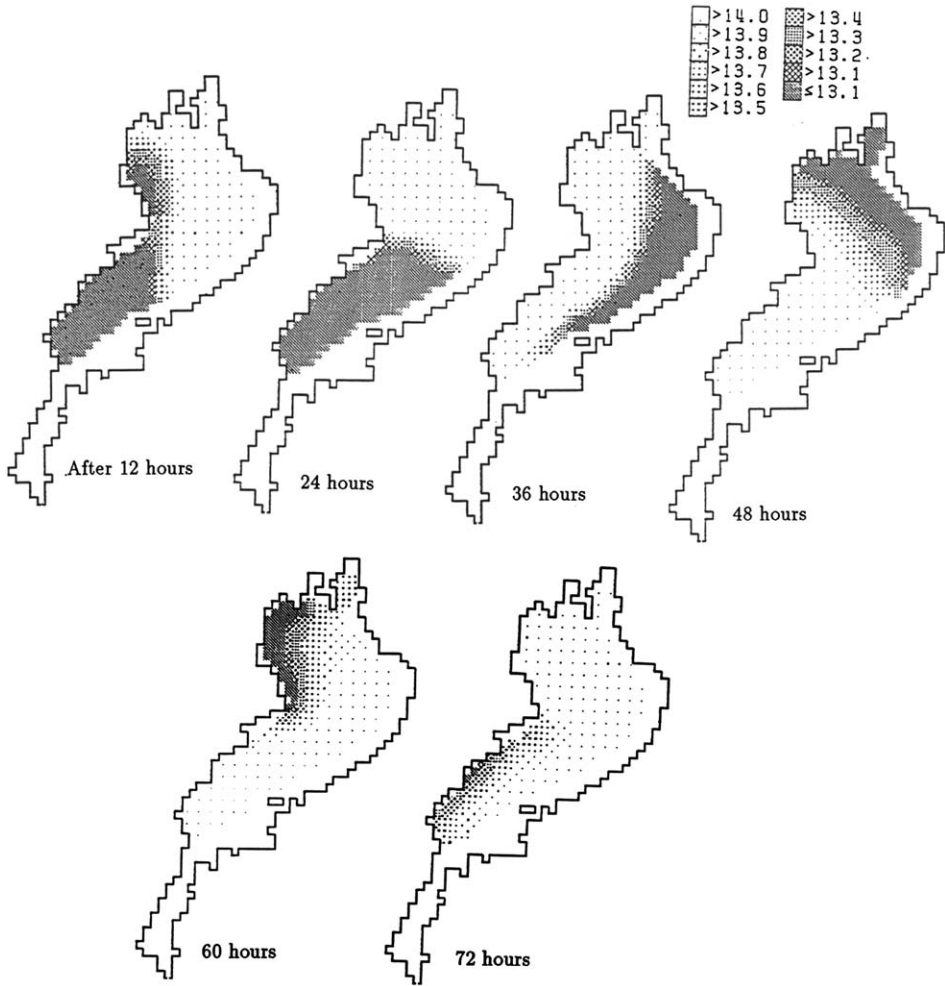 >14.0 >13.4
>13.9 >13.3
>13.8 >13.2
>13.7 >13.1
>13.6 ≤13.1
>13.5
After 12 hours
24 hours
36 hours
48 hours
60 hours
72 hours